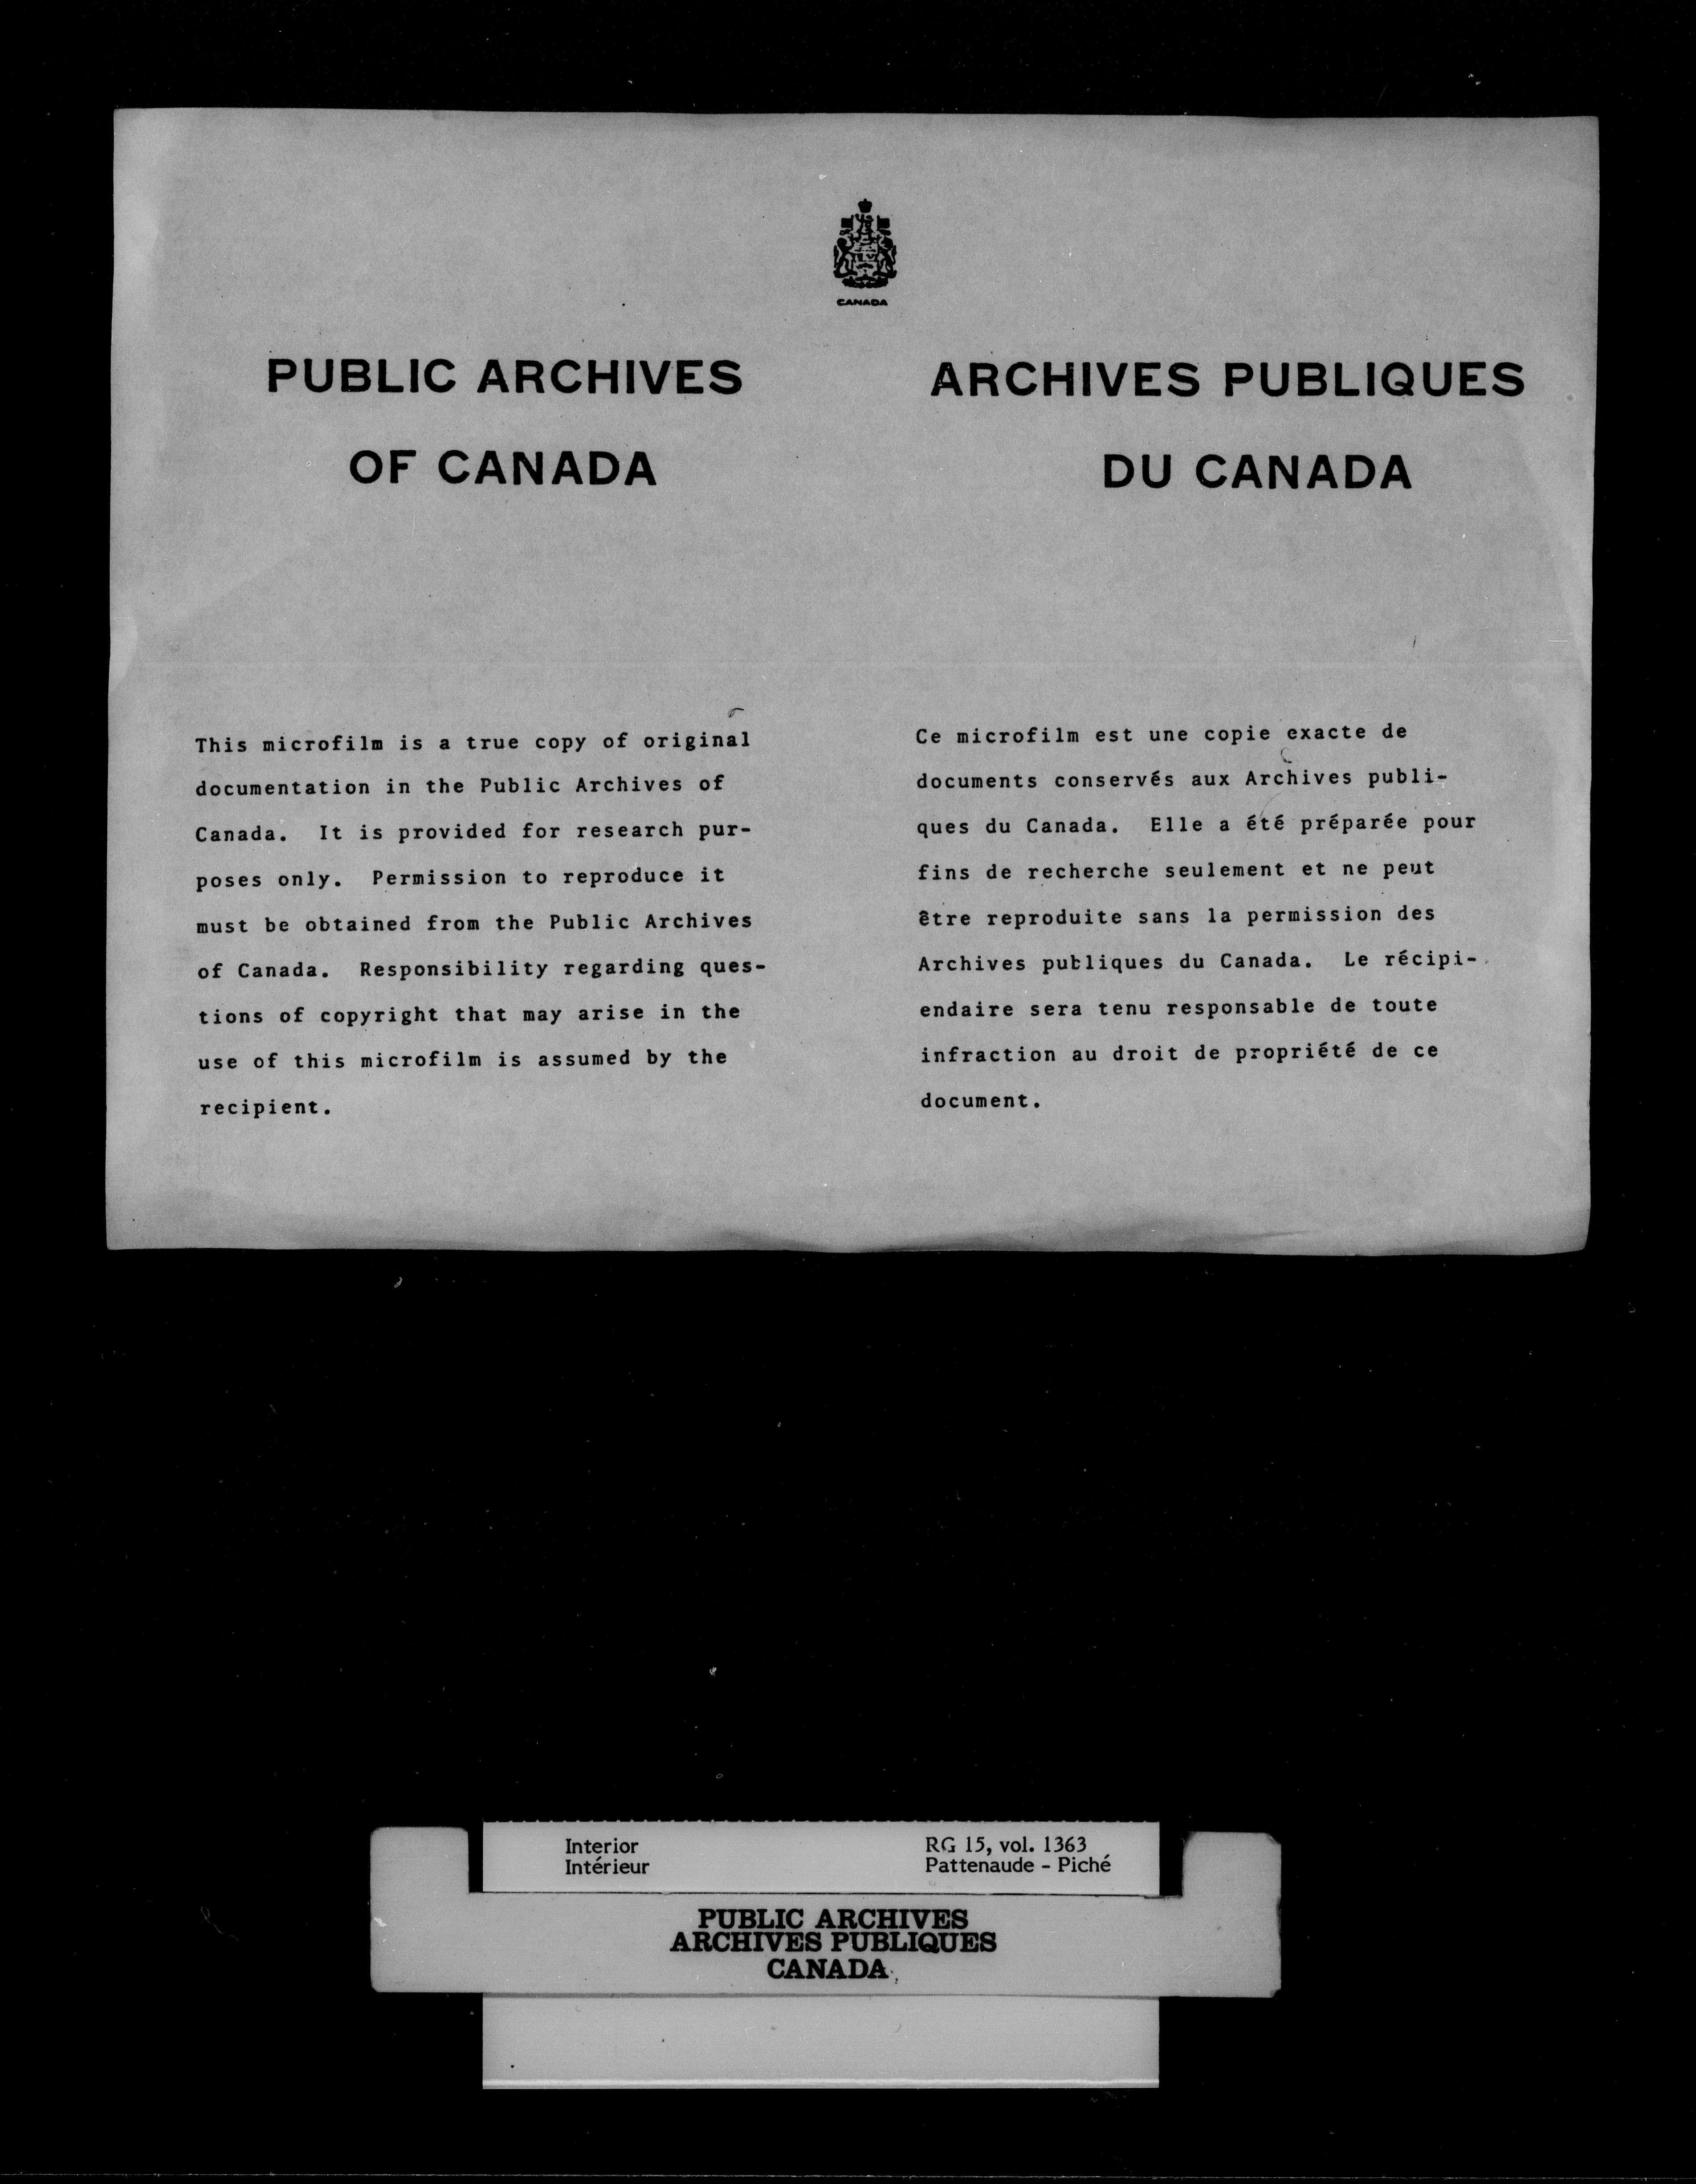 CANADA
PUBLIC ARCHIVES
OF CANADA
This microfilm is a true copy of original
documentation in the Public Archives of
Canada. It is provided for research pur-
poses only. Permission to reproduce it
must be obtained from the Public Archives
of Canada. Responsibility regarding ques-
tions of copyright that may arise in the
use of this microfilm is assumed by the
recipient.
ARCHIVES PUBLIQUES
DU CANADA
Ce microfilm est une copie exacte de
documents conservés aux Archives publi-
ques du Canada. Elle a été préparée pour
fins de recherche seulement et ne peut
être reproduite sans la permission des
Archives publiques du Canada. Le récipi-
endaire sera tenu responsable de toute
infraction au droit de propriété de ce
document.
Interior
Intérieur
RG 15, vol. 1363
Pattenaude - Piché
PUBLIC ARCHIVES
ARCHIVES PUBLIQUES
CANADA